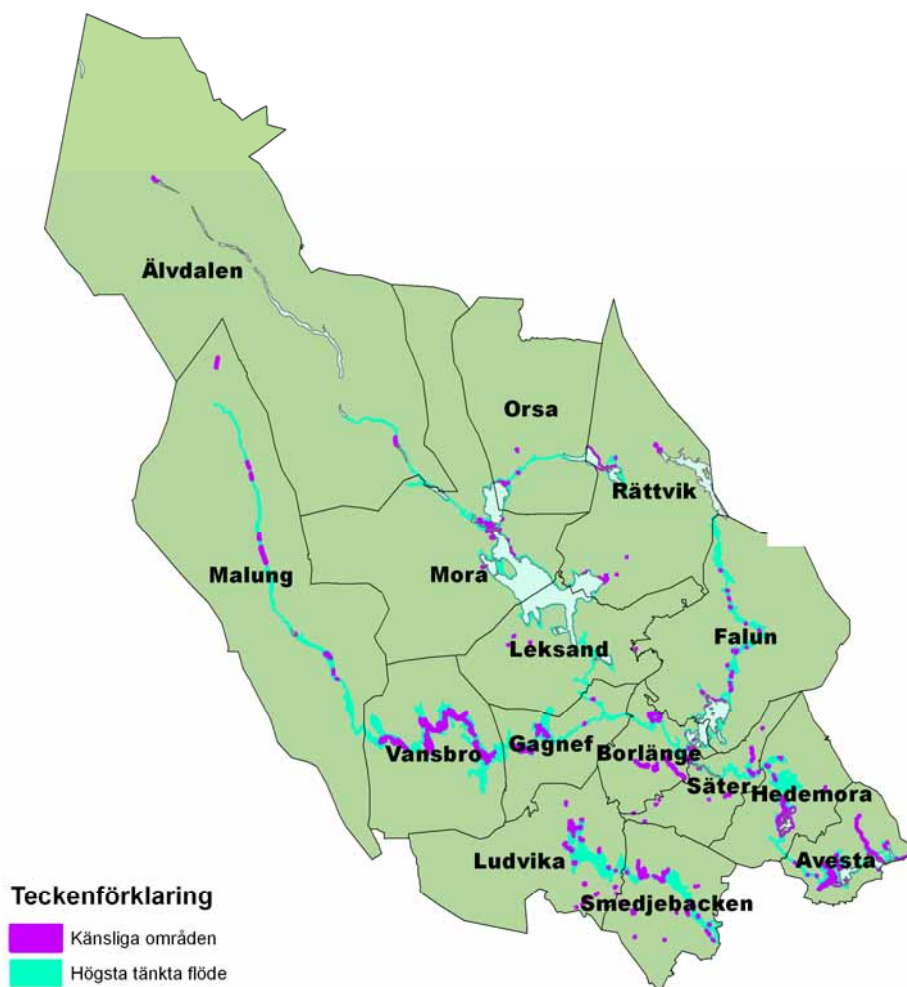 Älvdalen
Orsa
Rättvik
Malung
Mora
Leksand
Falun
Vansbro
Gagnef
Borlänge
Säter
Hedemora
Ludvika
Avesta
Smedjebacken
Teckenförklaring
Känsliga områden
Högsta tänkta flöde